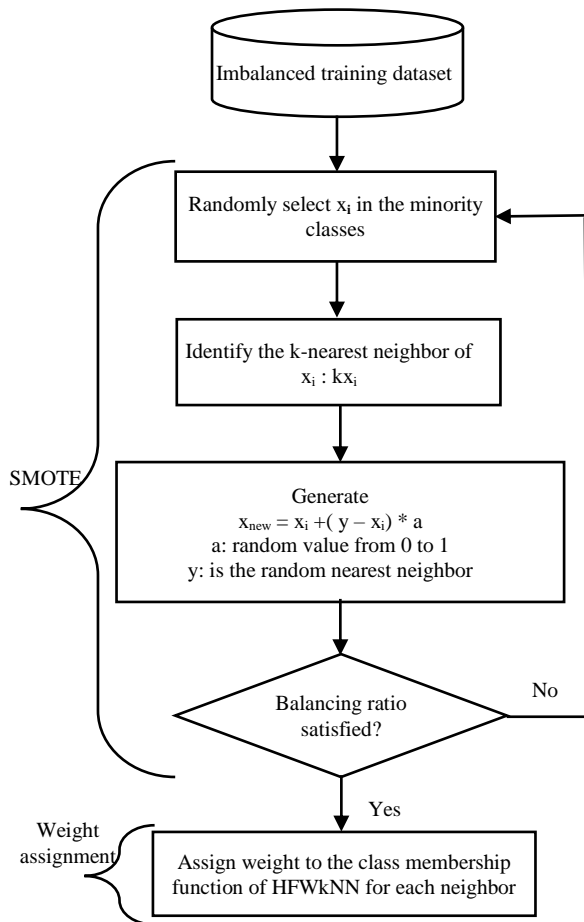 Imbalanced training dataset
Randomly select xᵢ in the minority
classes
Identify the k-nearest neighbor of
xᵢ : kxᵢ
SMOTE
Generate
xₙₑw = xᵢ +( y – xᵢ) * a
a: random value from 0 to 1
y: is the random nearest neighbor
Balancing ratio
satisfied?
No
Yes
Weight
assignment
Assign weight to the class membership
function of HFWkNN for each neighbor